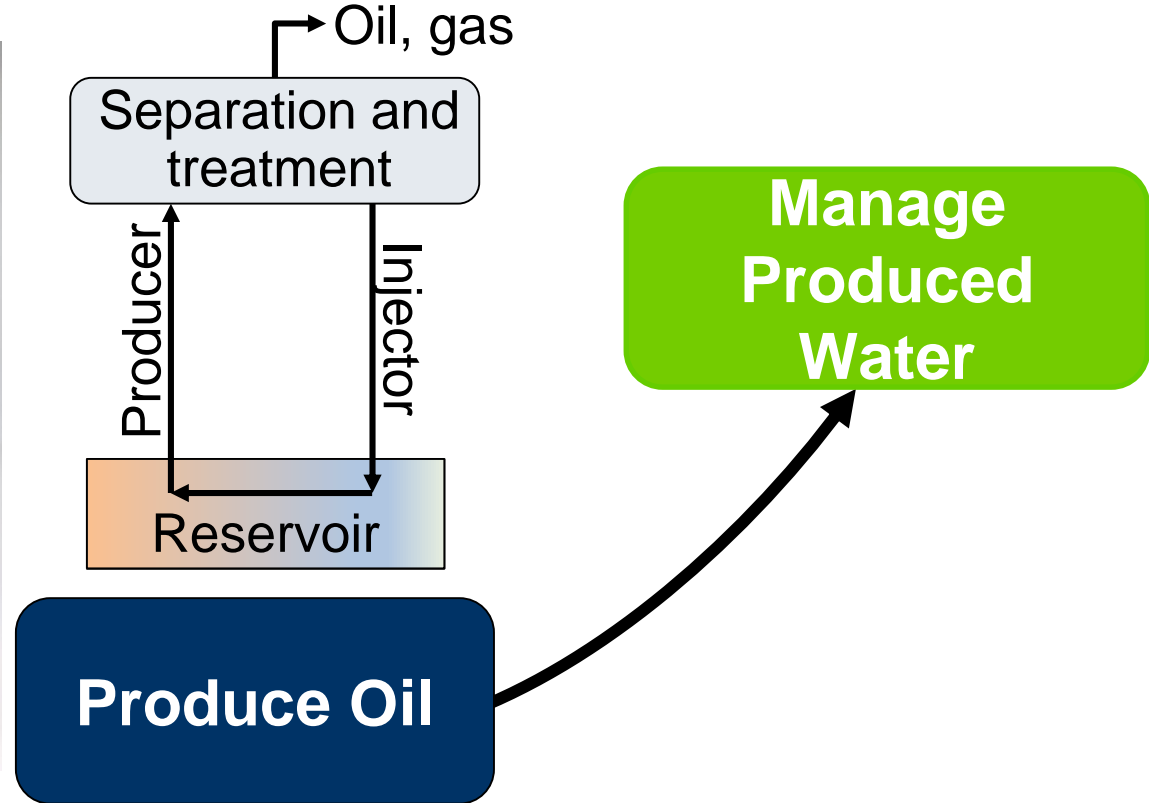 Oil, gas
Separation and
treatment
Producer
Injector
Reservoir
Manage
Produced
Water
Produce Oil